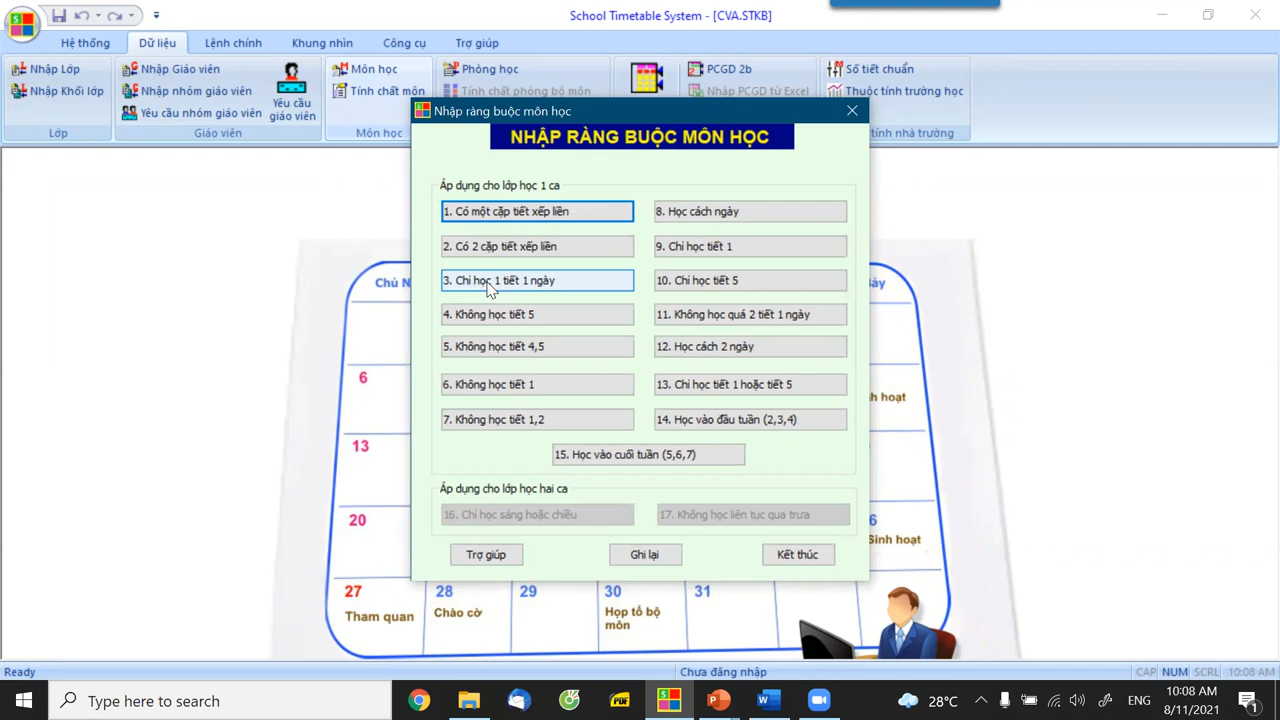 School Timetable System - [CVA.STKB]
Hệ thống
Dữ liệu
Lệnh chính
Khung nhìn
Công cụ
Trợ giúp
Nhập Lớp
Nhập Khối lớp
Lớp
Nhập Giáo viên
Nhập nhóm giáo viên
Yêu cầu nhóm giáo viên
Yêu cầu
giáo viên
Giáo viên
Môn học
Tính chất môn
Môn học
Phòng học
Tính chất phòng bộ môn
PCGD 2b
Nhập PCGD từ Excel
Số tiết chuẩn
Thuộc tính trường học
tính nhà trường
Nhập ràng buộc môn học
NHẬP RÀNG BUỘC MÔN HỌC
Áp dụng cho lớp học 1 ca
1. Có một cặp tiết xếp liền
2. Có 2 cặp tiết xếp liền
3. Chỉ học 1 tiết 1 ngày
4. Không học tiết 5
5. Không học tiết 4,5
6. Không học tiết 1
7. Không học tiết 1,2
8. Học cách ngày
9. Chỉ học tiết 1
10. Chỉ học tiết 5
11. Không học quá 2 tiết 1 ngày
12. Học cách 2 ngày
13. Chỉ học tiết 1 hoặc tiết 5
14. Học vào đầu tuần (2,3,4)
15. Học vào cuối tuần (5,6,7)
Áp dụng cho lớp học hai ca
16. Chỉ học sáng hoặc chiều
17. Không học liên tục qua trưa
Trợ giúp
Ghi lại
Kết thúc
Chủ N
ảy
6
nh hoạt
13
20
6
Sinh hoạt
27
Tham quan
28
Chào cờ
29
30
Họp tổ bộ
môn
31
Ready
Chưa đăng nhập
CAP
NUM
SCRL
10:08 AM
Type here to search
PDF
28°C
ENG
10:08 AM
8/11/2021
1